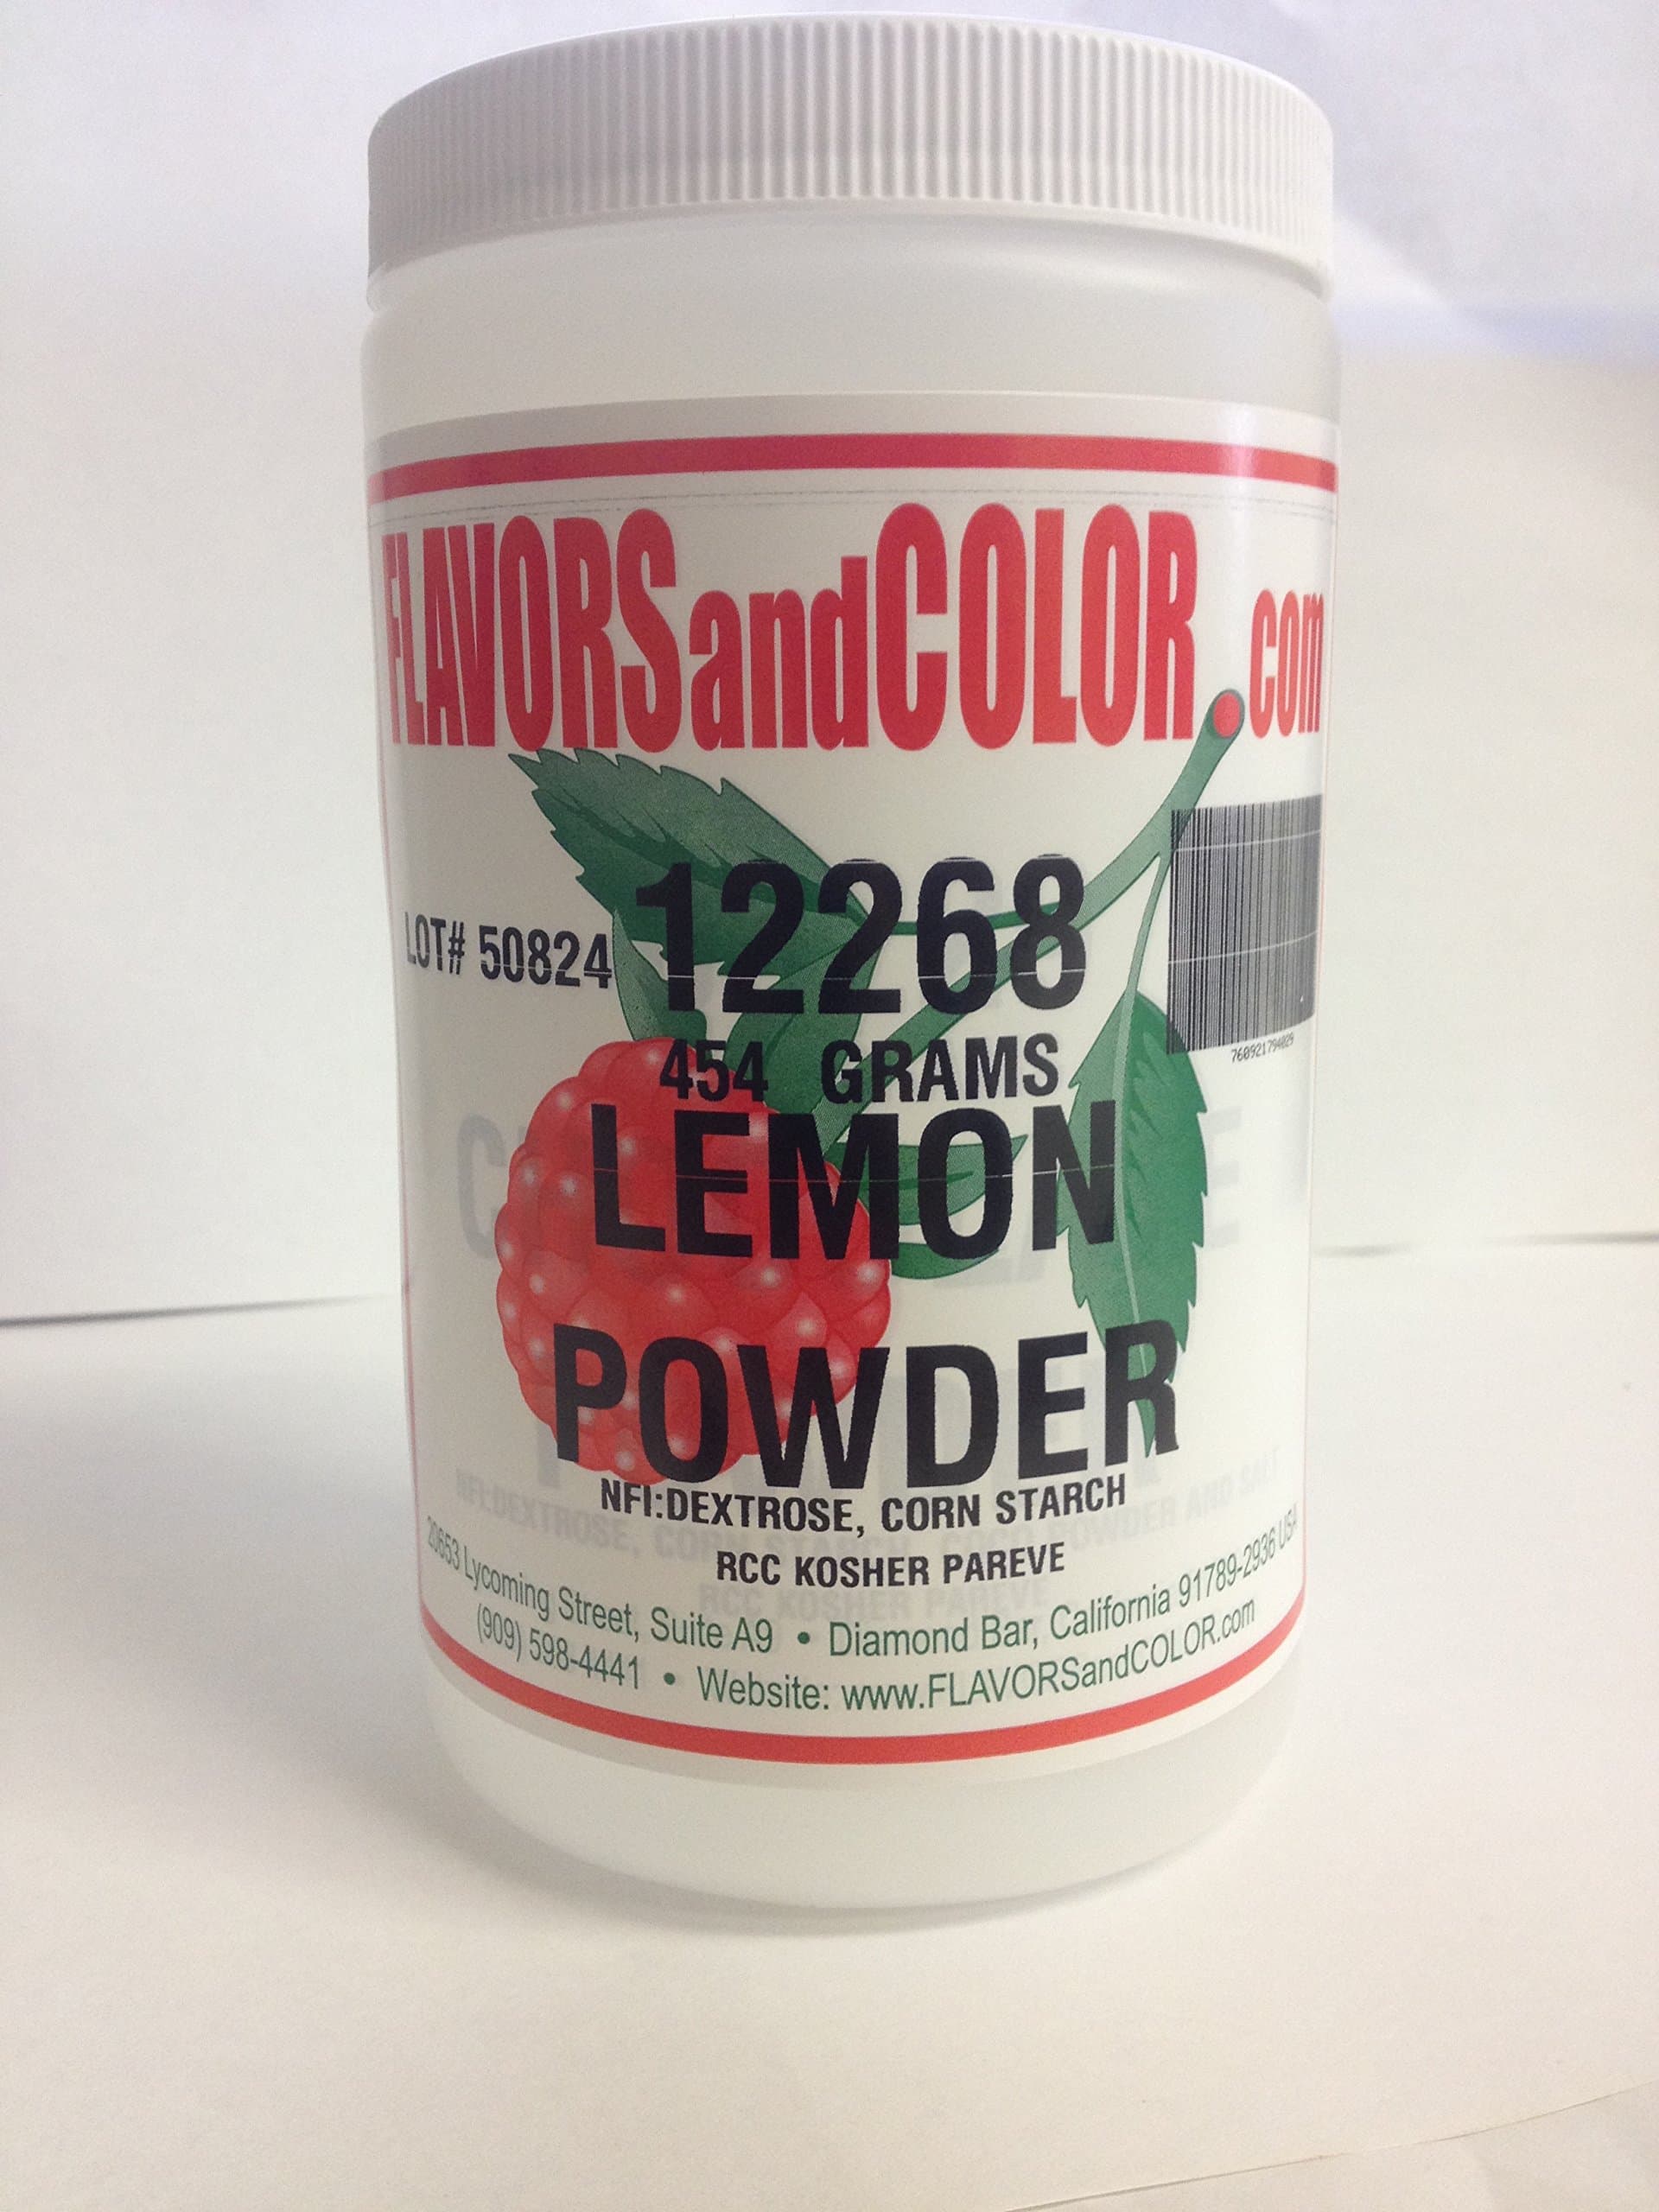 FLAVORSandCOLOR.com
LOT# 50824
12268
760921794029
454 GRAMS
LEMON
POWDER
NFI:DEXTROSE, CORN STARCH
RCC KOSHER PAREVE
20653 Lycoming Street, Suite A9 • Diamond Bar, California 91789-2936 USA
(909) 598-4441 • Website: www.FLAVORSandCOLOR.com